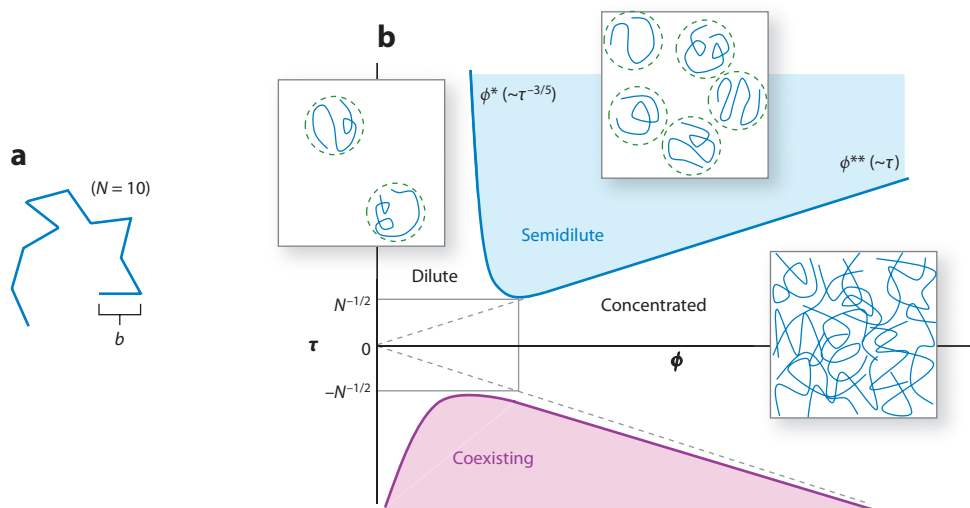 a
(N = 10)
b
b
ϕ* (~τ⁻³/⁵)
ϕ** (~τ)
Semidilute
Dilute
N⁻¹/²
Concentrated
τ
0
ϕ
−N⁻¹/²
Coexisting